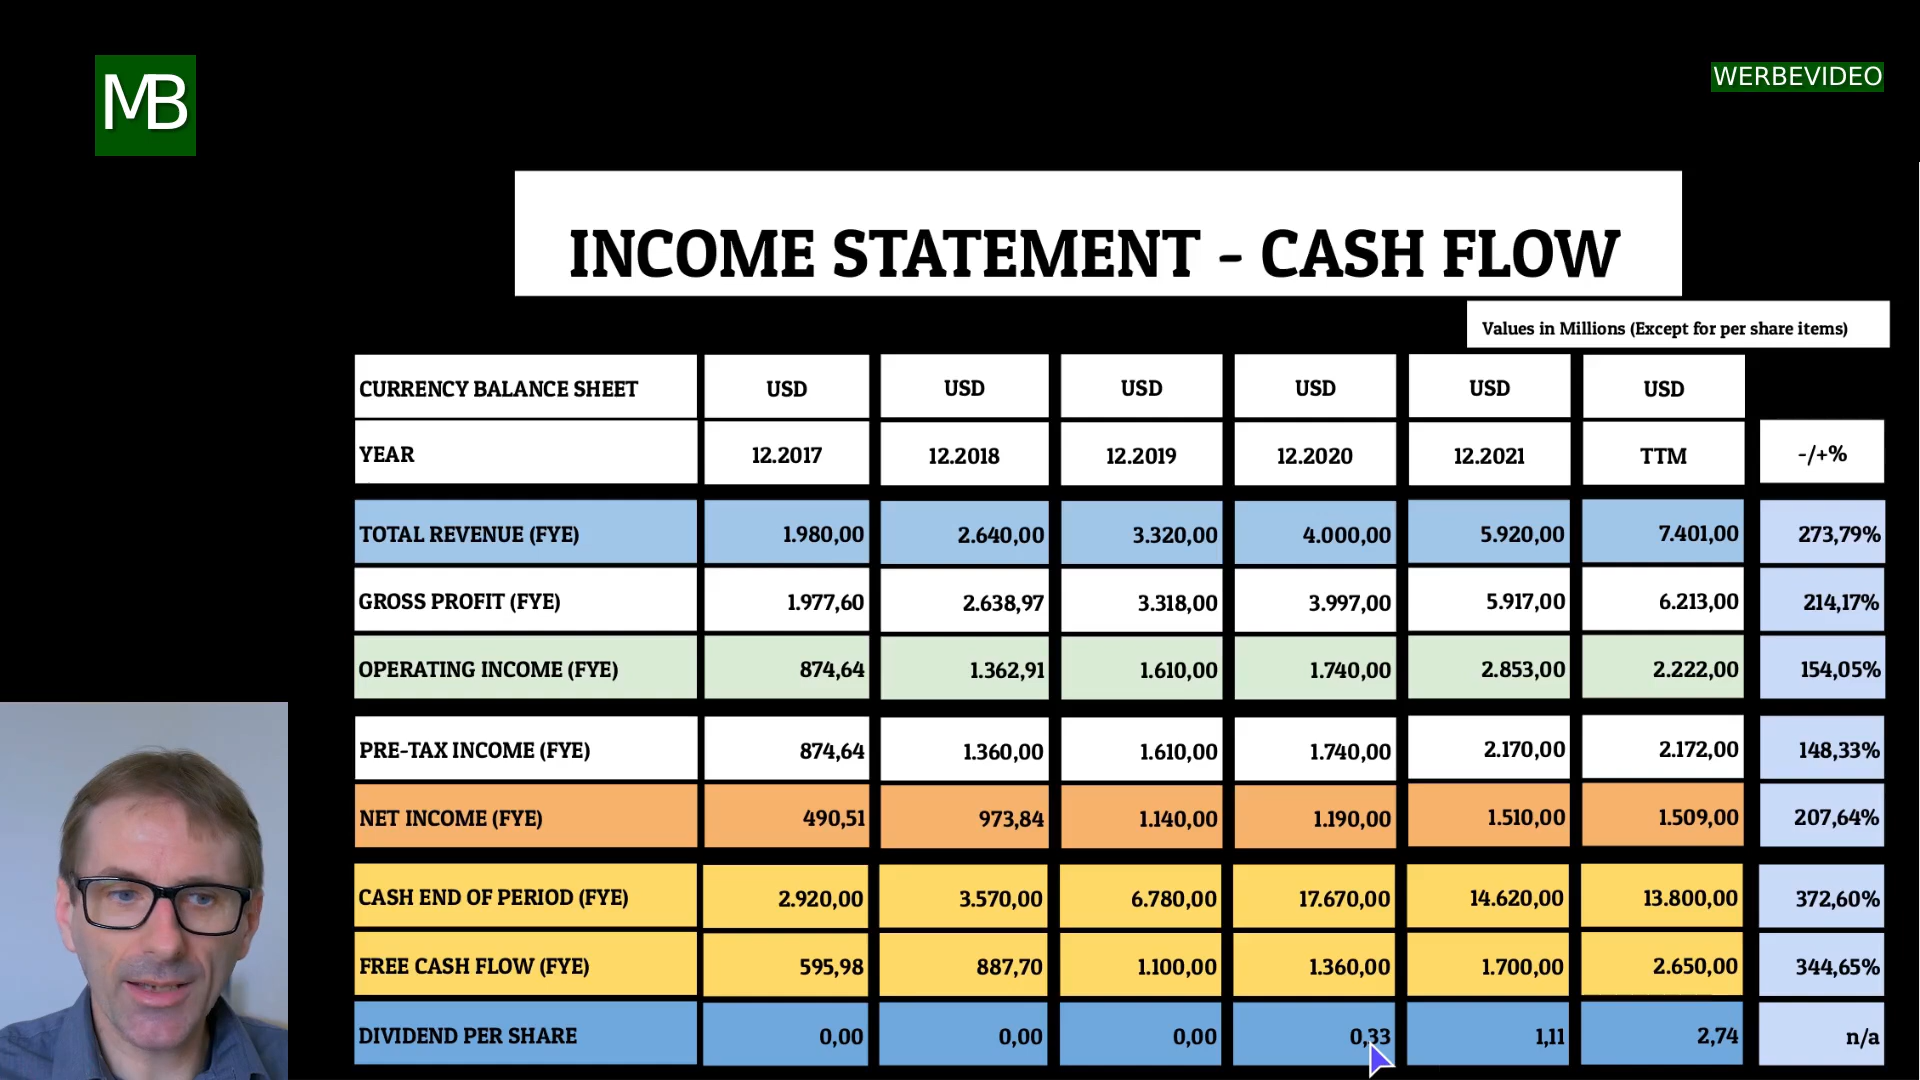 MB
WERBEVIDEO
INCOME STATEMENT - CASH FLOW
Values in Millions (Except for per share items)
CURRENCY BALANCE SHEET USD USD USD USD USD USD
YEAR 12.2017 12.2018 12.2019 12.2020 12.2021 TTM -/+%
TOTAL REVENUE (FYE) 1.980,00 2.640,00 3.320,00 4.000,00 5.920,00 7.401,00 273,79%
GROSS PROFIT (FYE) 1.977,60 2.638,97 3.318,00 3.997,00 5.917,00 6.213,00 214,17%
OPERATING INCOME (FYE) 874,64 1.362,91 1.610,00 1.740,00 2.853,00 2.222,00 154,05%
PRE-TAX INCOME (FYE) 874,64 1.360,00 1.610,00 1.740,00 2.170,00 2.172,00 148,33%
NET INCOME (FYE) 490,51 973,84 1.140,00 1.190,00 1.510,00 1.509,00 207,64%
CASH END OF PERIOD (FYE) 2.920,00 3.570,00 6.780,00 17.670,00 14.620,00 13.800,00 372,60%
FREE CASH FLOW (FYE) 595,98 887,70 1.100,00 1.360,00 1.700,00 2.650,00 344,65%
DIVIDEND PER SHARE 0,00 0,00 0,00 0,33 1,11 2,74 n/a